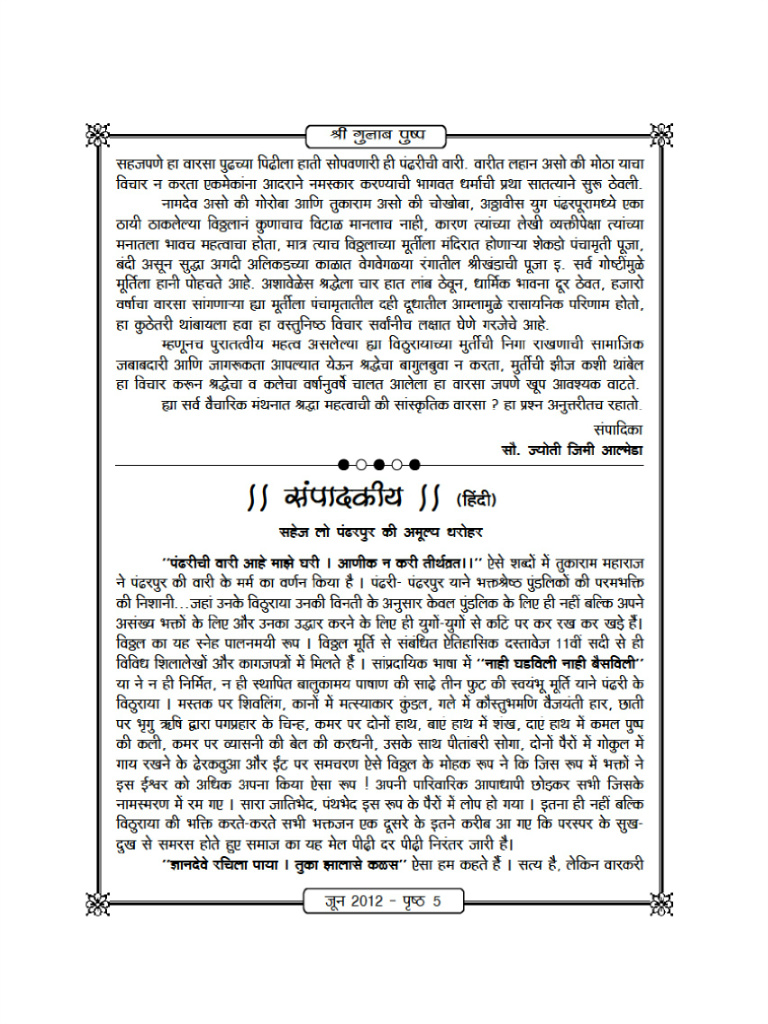 श्री गुलाब पुष्प
सहजपणे हा वारसा पुढच्या पिढीला हाती सोपवणारी ही पंढरीची वारी. वारीत लहान असो की मोठा याचा
विचार न करता एकमेकांना आदराने नमस्कार करण्याची भागवत धर्माची प्रथा सातत्याने सुरू ठेवली.
नामदेव असो की गोरोबा आणि तुकाराम असो की चोखोबा, अठ्ठावीस युग पंढरपूरामध्ये एका
ठायी ठाकलेल्या विठ्ठलानं कुणाचाच विटाळ मानलाच नाही, कारण त्यांच्या लेखी व्यक्तीपेक्षा त्यांच्या
मनातला भावच महत्वाचा होता, मात्र त्याच विठ्ठलाच्या मूर्तीला मंदिरात होणाऱ्या शेकडो पंचामृती पूजा,
बंदी असून सुद्धा अगदी अलिकडच्या काळात वेगवेगळ्या रंगातील श्रीखंडाची पूजा इ. सर्व गोष्टींमुळे
मूर्तिला हानी पोहचते आहे. अशावेळेस श्रद्धेला चार हात लांब ठेवून, धार्मिक भावना दूर ठेवत, हजारो
वर्षाचा वारसा सांगणाऱ्या ह्या मूर्तीला पंचामृतातील दही दूधातील आम्लामुळे रासायनिक परिणाम होतो,
हा कुठेतरी थांबायला हवा हा वस्तुनिष्ठ विचार सर्वांनीच लक्षात घेणे गरजेचे आहे.
म्हणूनच पुरातत्वीय महत्व असलेल्या ह्या विठुरायाच्या मुर्तीची निगा राखणाची सामाजिक
जबाबदारी आणि जागरूकता आपल्यात येऊन श्रद्धेचा बागुलबुवा न करता, मुर्तीची झीज कशी थांबेल
हा विचार करून श्रद्धेचा व कलेचा वर्षानुवर्षे चालत आलेला हा वारसा जपणे खूप आवश्यक वाटते.
ह्या सर्व वैचारिक मंथनात श्रद्धा महत्वाची की सांस्कृतिक वारसा ? हा प्रश्न अनुत्तरीतच रहातो.
संपादिका
सौ. ज्योती जिमी आल्मेडा
।। संपादकीय ।। (हिंदी)
सहेज लो पंढरपुर की अमूल्य धरोहर
"पंढरीची वारी आहे माझे घरी । आणीक न करी तीर्थव्रत।।" ऐसे शब्दों में तुकाराम महाराज
ने पंढरपुर की वारी के मर्म का वर्णन किया है । पंढरी- पंढरपुर याने भक्तश्रेष्ठ पुंडलिकों की परमभक्ति
की निशानी...जहां उनके विठुराया उनकी विनती के अनुसार केवल पुंडलिक के लिए ही नहीं बल्कि अपने
असंख्य भक्तों के लिए और उनका उद्धार करने के लिए ही युगों-युगों से कटि पर कर रख कर खड़े हैं।
विठ्ठल का यह स्नेह पालनमयी रूप । विठ्ठल मूर्ति से संबंधित ऐतिहासिक दस्तावेज 11वीं सदी से ही
विविध शिलालेखों और कागजपत्रों में मिलते हैं । सांप्रदायिक भाषा में "नाही घडविली नाही बैसविली"
या ने न ही निर्मित, न ही स्थापित बालुकामय पाषाण की साढ़े तीन फुट की स्वयंभू मूर्ति याने पंढरी के
विठुराया । मस्तक पर शिवलिंग, कानों में मत्स्याकार कुंडल, गले में कौस्तुभमणि वैजयंती हार, छाती
पर भृगु ऋषि द्वारा पगप्रहार के चिन्ह, कमर पर दोनों हाथ, बाएं हाथ में शंख, दाएं हाथ में कमल पुष्प
की कली, कमर पर व्यासनी की बेल की करधनी, उसके साथ पीतांबरी सोगा, दोनों पैरों में गोकुल में
गाय रखने के ढेरकवुआ और ईंट पर समचरण ऐसे विठ्ठल के मोहक रूप ने कि जिस रूप में भक्तों ने
इस ईश्वर को अधिक अपना किया ऐसा रूप ! अपनी पारिवारिक आपाधापी छोड़कर सभी जिसके
नामस्मरण में रम गए । सारा जातिभेद, पंथभेद इस रूप के पैरों में लोप हो गया । इतना ही नहीं बल्कि
विठुराया की भक्ति करते-करते सभी भक्तजन एक दूसरे के इतने करीब आ गए कि परस्पर के सुख-
दुख से समरस होते हुए समाज का यह मेल पीढ़ी दर पीढ़ी निरंतर जारी है।
"ज्ञानदेवे रचिला पाया । तुका झालासे कळस" ऐसा हम कहते हैं । सत्य है, लेकिन वारकरी
जून 2012 - पृष्ठ 5